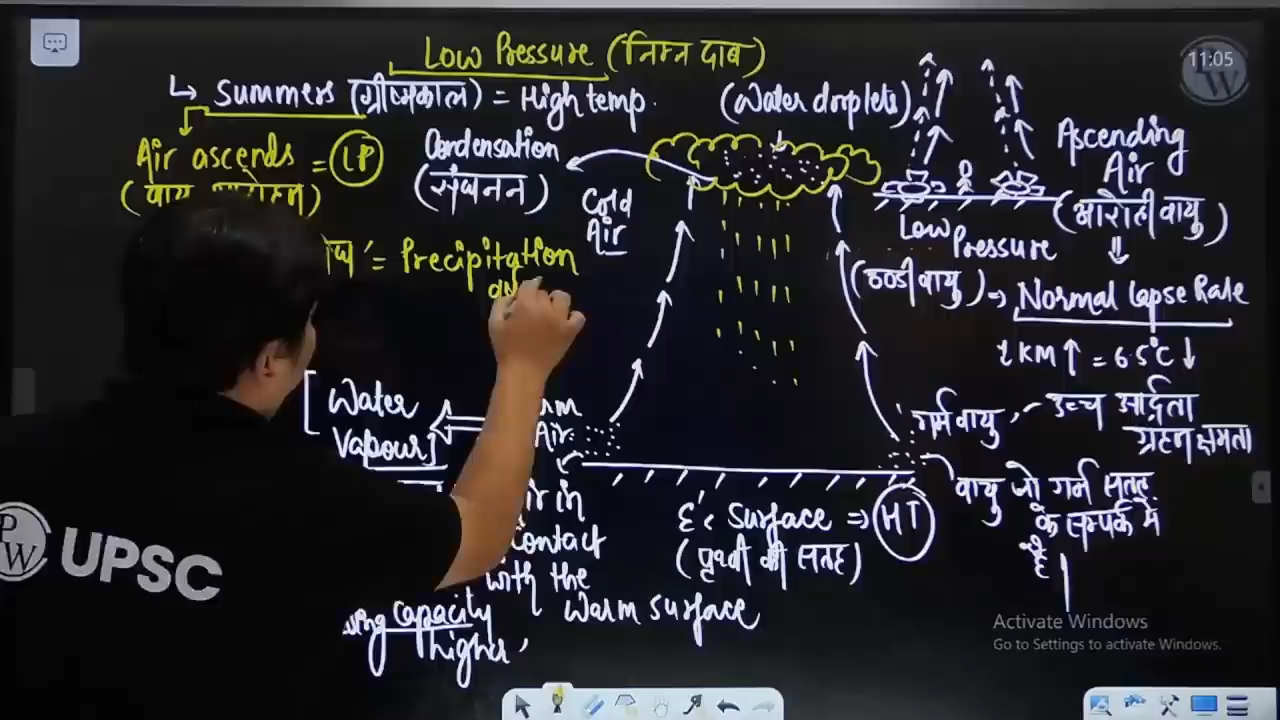 Low Pressure (निम्न दाब)
↳ Summers (ग्रीष्मकाल) = High temp.
Air ascends = LP
Condensation
(संघनन)
(Water droplets)
11:05
Cold
Air
= Precipitation
Ascending
Air
(आरोही वायु)
Low
Pressure
(ठण्डी वायु)
Normal Lapse Rate
1 KM ↑ = 6.5°C ↓
[Water
Vapour]
Air
गर्म वायु
उच्च आर्द्रता
ग्रहण क्षमता
वायु जो गर्म सतह
के सम्पर्क में
है।
in
Contact
with the
Warm surface
E's Surface ⇒ HT
(पृथ्वी की सतह)
Capacity
higher
PW UPSC
Activate Windows
Go to Settings to activate Windows.